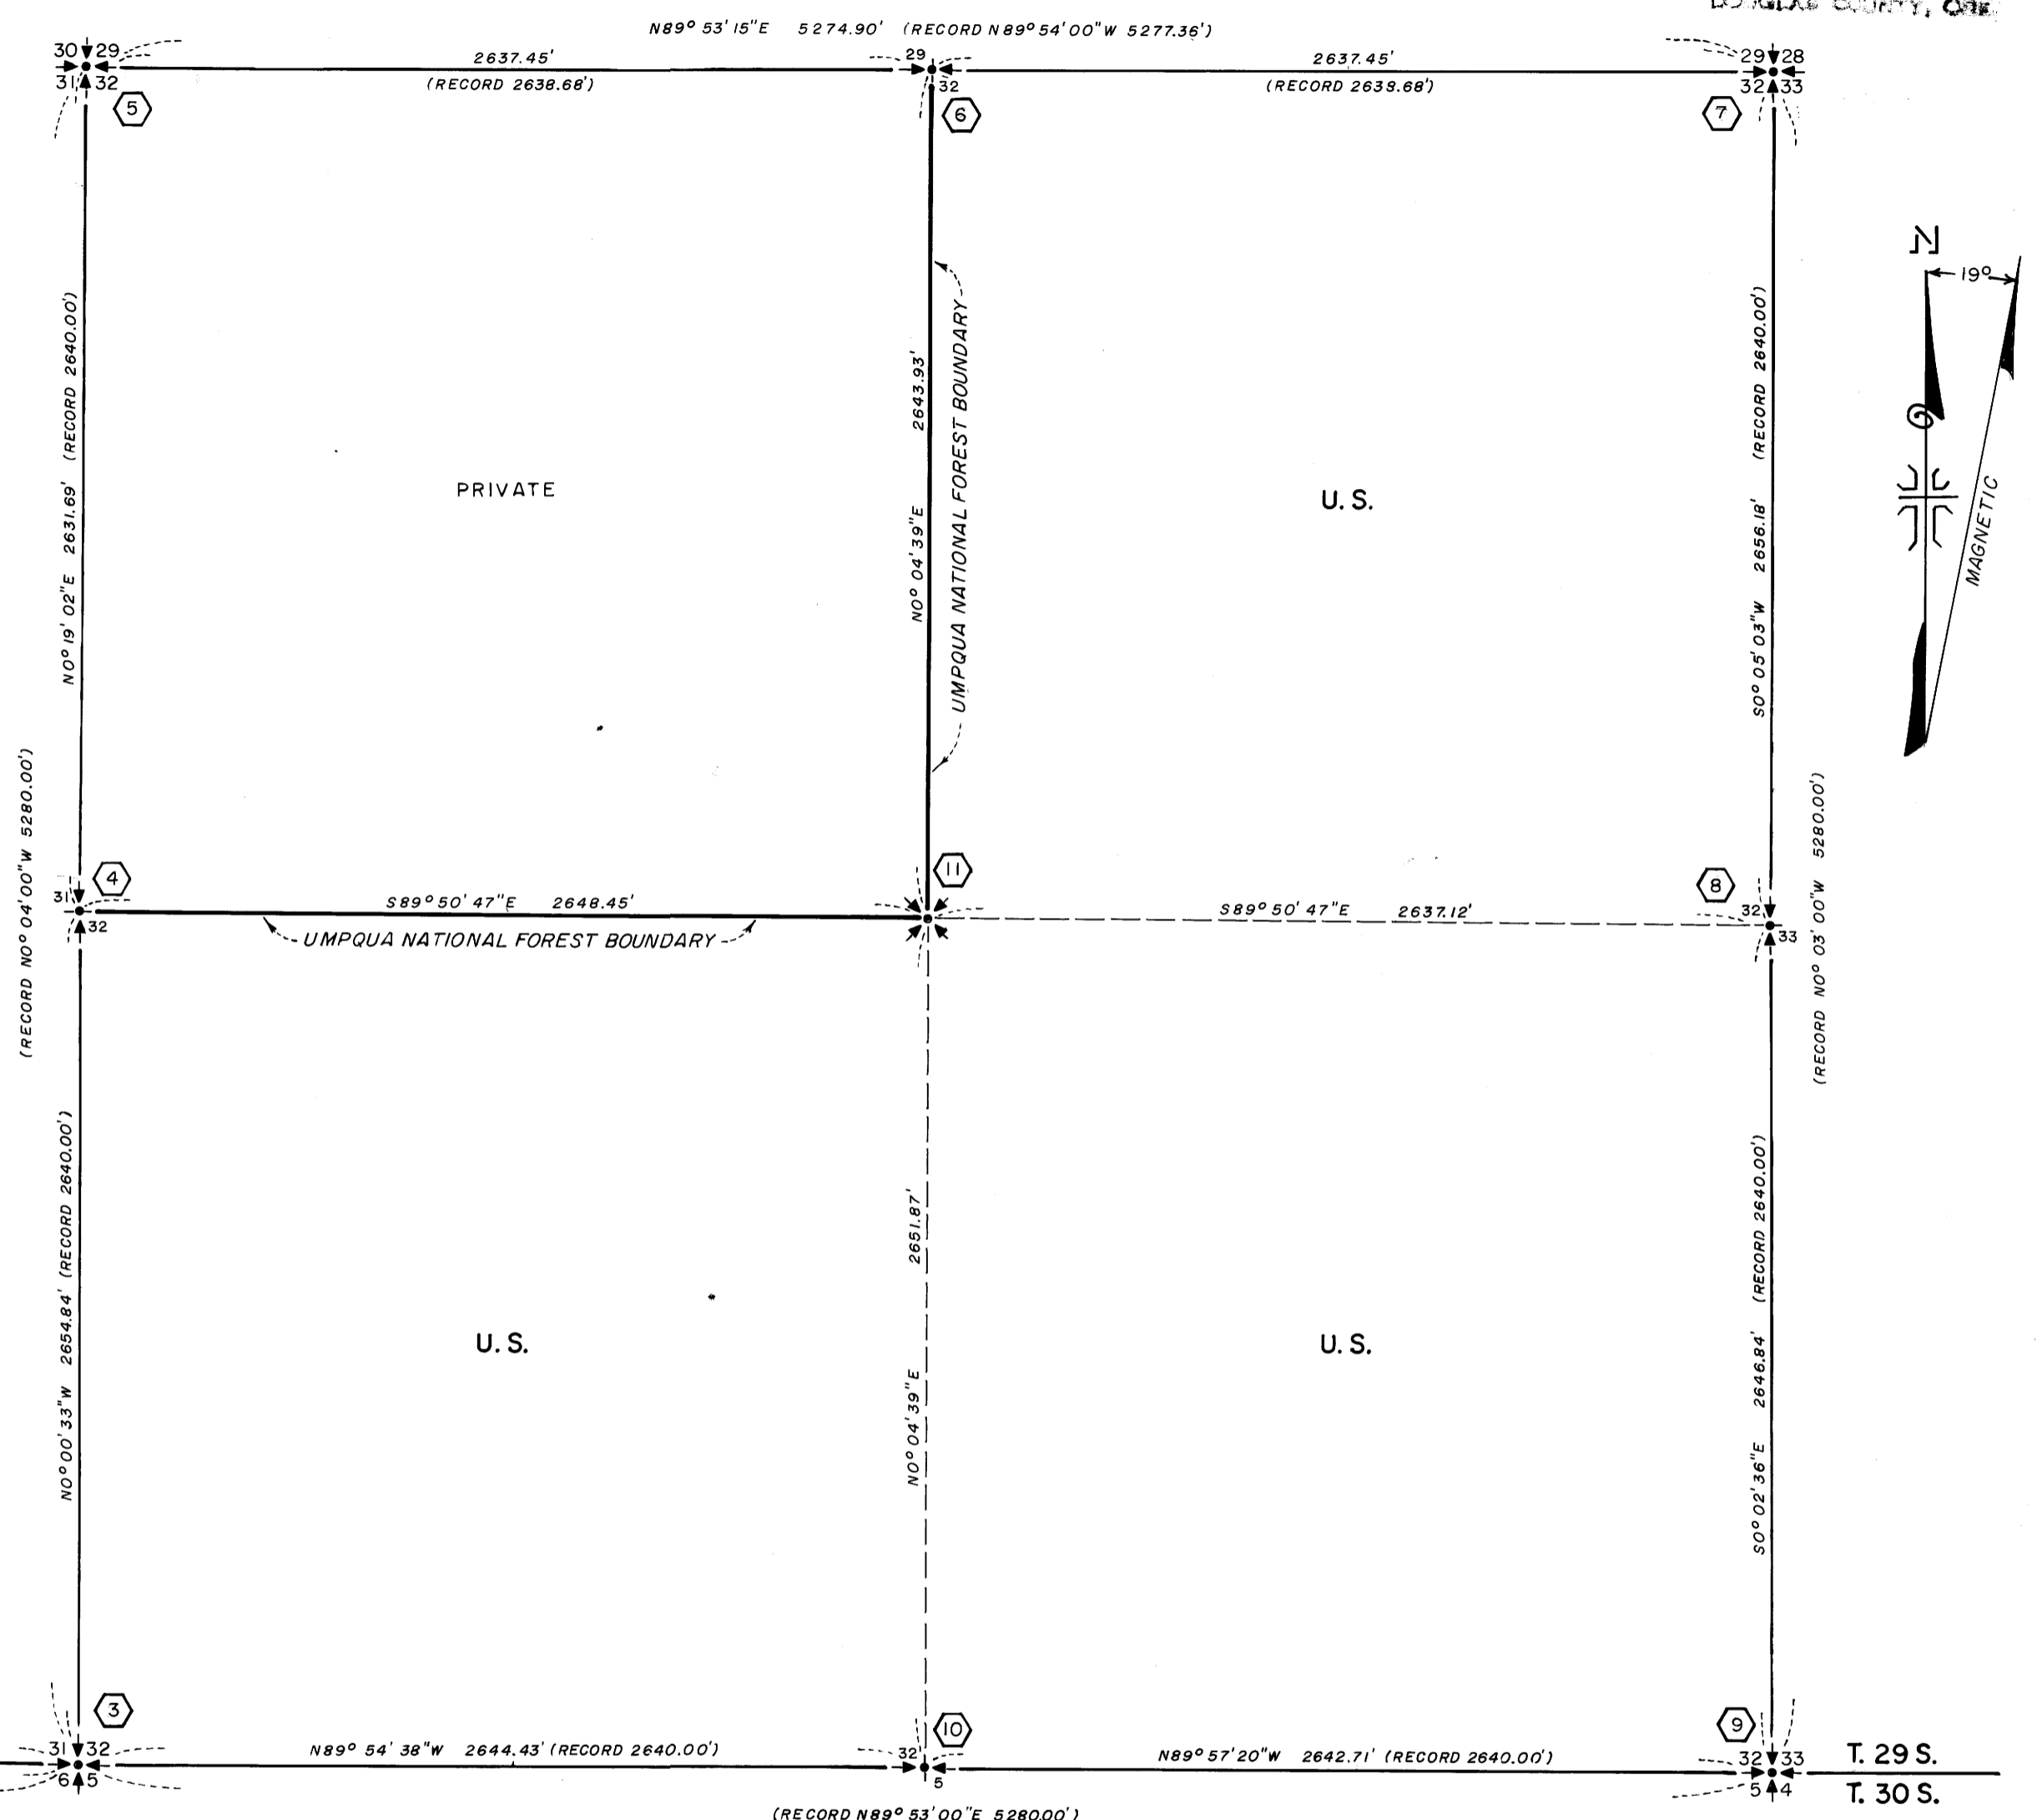 DOUGLAS COUNTY, ORE.
N89° 53' 15"E 5274.90' (RECORD N89° 54' 00"W 5277.36')
30 29
2637.45'
29
2637.45'
29 28
31 32
(RECORD 2638.68')
32
(RECORD 2639.68')
32 33
5
6
7
N
19°
MAGNETIC
N0° 19' 02"E 2631.69' (RECORD 2640.00')
PRIVATE
N0° 04' 39"E 2643.93'
UMPQUA NATIONAL FOREST BOUNDARY
U.S.
S0° 05' 03"W 2656.18' (RECORD 2640.00')
(RECORD N0° 04' 00"W 5280.00')
(RECORD N0° 03' 00"W 5280.00')
4
11
8
31
S89° 50' 47"E 2648.45'
S89° 50' 47"E 2637.12'
32
32
UMPQUA NATIONAL FOREST BOUNDARY
33
N0° 00' 33"W 2654.84' (RECORD 2640.00')
U.S.
N0° 04' 39"E 2651.87'
U.S.
S0° 02' 36"E 2646.84' (RECORD 2640.00')
3
10
9
31 32
N89° 54' 38"W 2644.43' (RECORD 2640.00')
32
N89° 57' 20"W 2642.71' (RECORD 2640.00')
32 33
T. 29 S.
6 5
5
5 4
T. 30 S.
(RECORD N89° 53' 00"E 5280.00')